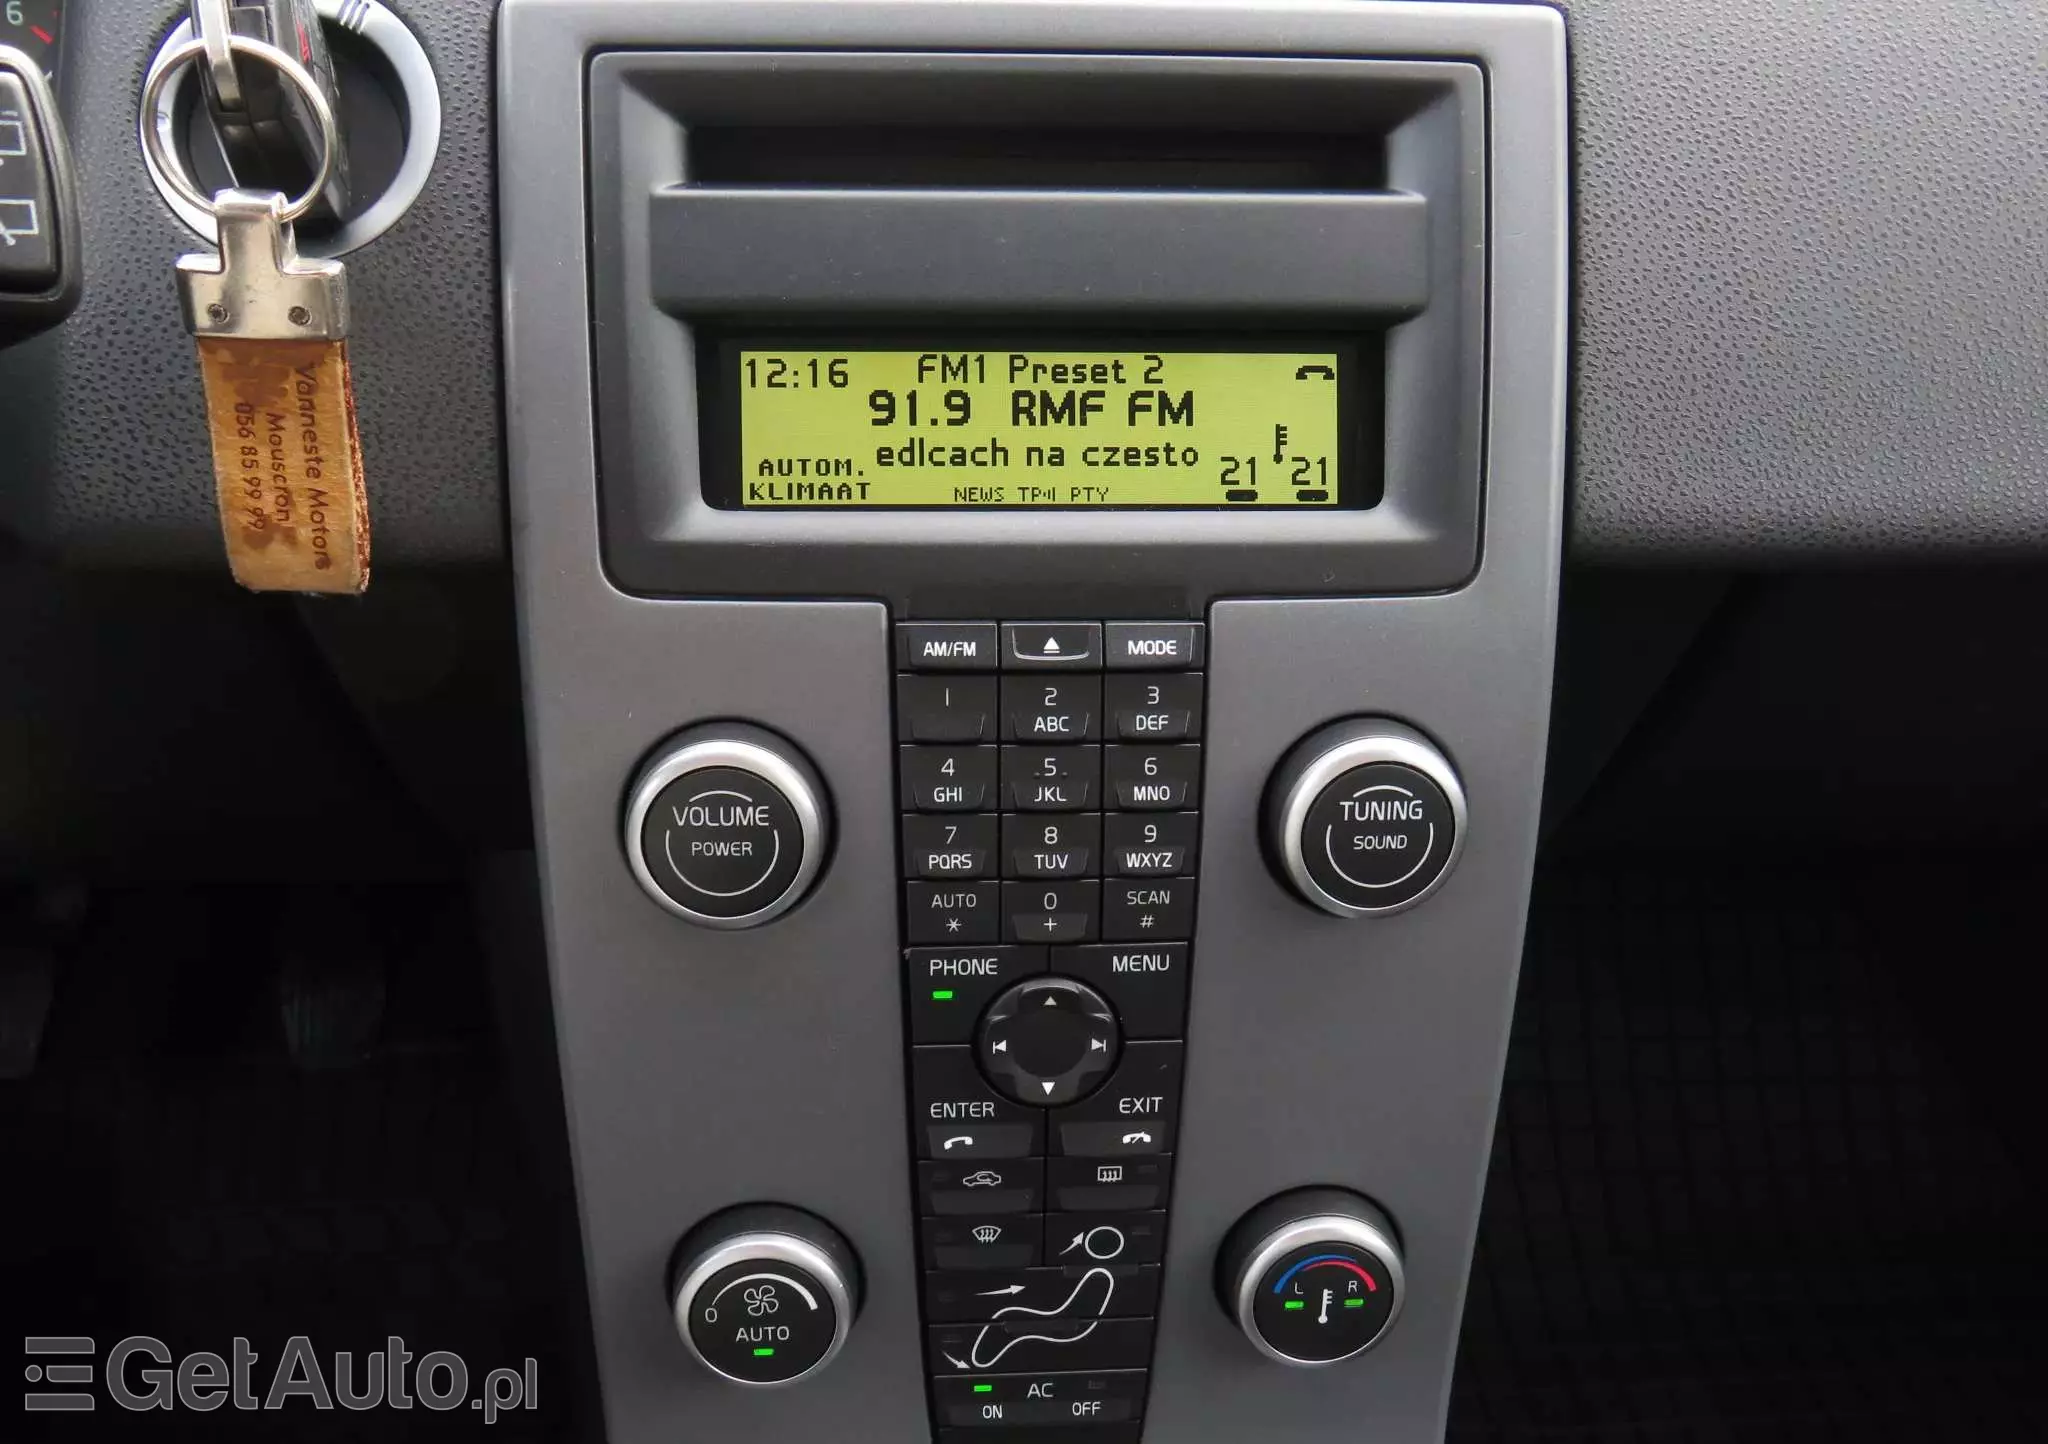 6
Vanneste Motors
Mouscron
056 85 99 99
12:16
FM1 Preset 2
91.9 RMF FM
edlcach na czesto
AUTOM.
KLIMAAT
NEWS TP PTY
21 21
AM/FM
MODE
1
2
ABC
3
DEF
4
GHI
5
JKL
6
MNO
7
PQRS
8
TUV
9
WXYZ
AUTO
*
0
+
SCAN
#
VOLUME
POWER
TUNING
SOUND
PHONE
MENU
ENTER
EXIT
0
AUTO
L R
AC
ON
OFF
GetAuto.pl